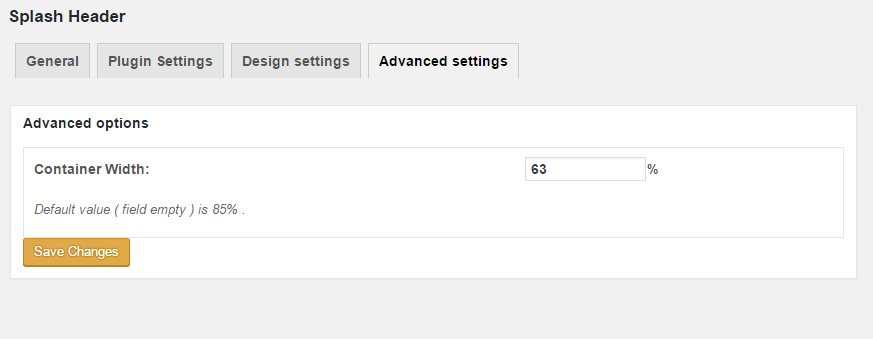 Splash Header
General Plugin Settings Design settings Advanced settings
Advanced options
Container Width: 63 %
Default value ( field empty ) is 85% .
Save Changes